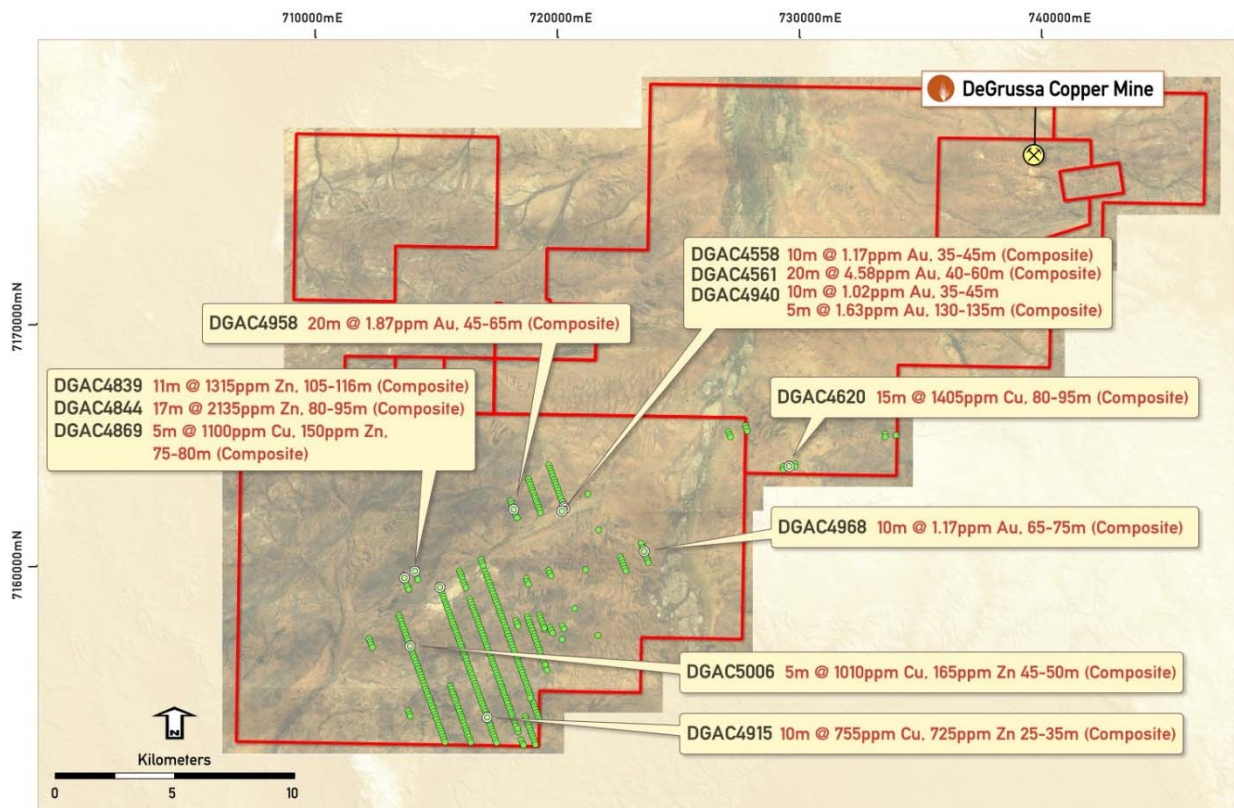 710000mE
720000mE
730000mE
740000mE
DeGrussa Copper Mine
7170000mN
7160000mN
DGAC4558 10m @ 1.17ppm Au, 35-45m (Composite)
DGAC4561 20m @ 4.58ppm Au, 40-60m (Composite)
DGAC4940 10m @ 1.02ppm Au, 35-45m
5m @ 1.63ppm Au, 130-135m (Composite)
DGAC4958 20m @ 1.87ppm Au, 45-65m (Composite)
DGAC4839 11m @ 1315ppm Zn, 105-116m (Composite)
DGAC4844 17m @ 2135ppm Zn, 80-95m (Composite)
DGAC4869 5m @ 1100ppm Cu, 150ppm Zn,
75-80m (Composite)
DGAC4620 15m @ 1405ppm Cu, 80-95m (Composite)
DGAC4968 10m @ 1.17ppm Au, 65-75m (Composite)
DGAC5006 5m @ 1010ppm Cu, 165ppm Zn 45-50m (Composite)
DGAC4915 10m @ 755ppm Cu, 725ppm Zn 25-35m (Composite)
N
Kilometers
0 5 10